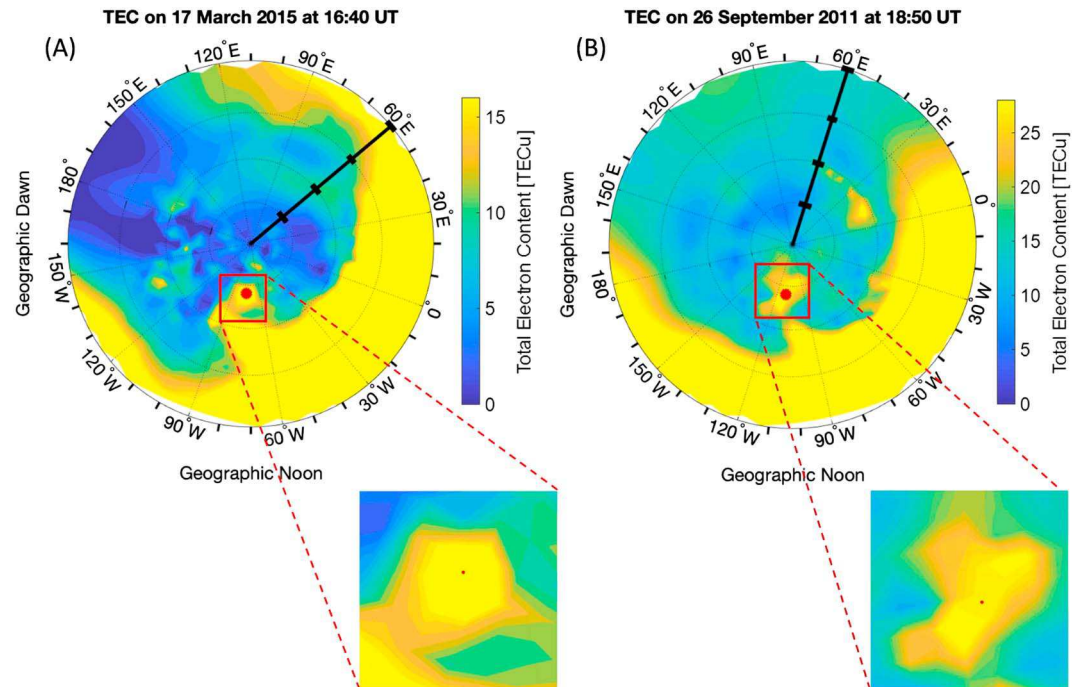 TEC on 17 March 2015 at 16:40 UT
(A)
120°E
90°E
150°E
60°E
180°
30°E
150°W
0°
120°W
30°W
90°W
60°W
Geographic Dawn
Geographic Noon
15
10
5
0
Total Electron Content [TECu]
TEC on 26 September 2011 at 18:50 UT
(B)
90°E
60°E
120°E
30°E
150°E
0°
180°
30°W
150°W
60°W
120°W
90°W
Geographic Dawn
Geographic Noon
25
20
15
10
5
0
Total Electron Content [TECu]